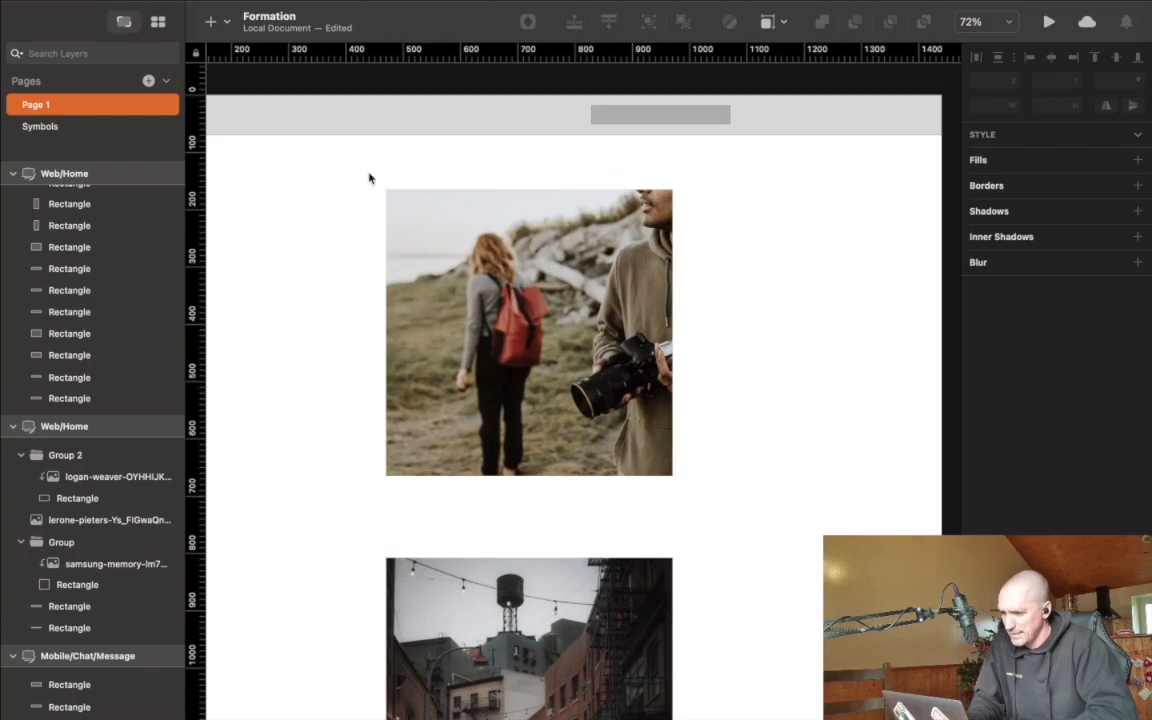 Formation
Local Document — Edited
72%
Search Layers
200 300 400 500 600 700 800 900 1000 1100 1200 1300 1400
Pages
Page 1
Symbols
Web/Home
Rectangle
Rectangle
Rectangle
Rectangle
Rectangle
Rectangle
Rectangle
Rectangle
Rectangle
Rectangle
Rectangle
Web/Home
Group 2
logan-weaver-OYHHIJK...
Rectangle
lerone-pieters-Ys_FIGwaQn...
Group
samsung-memory-lm7...
Rectangle
Rectangle
Rectangle
Mobile/Chat/Message
Rectangle
Rectangle
0
100
200
300
400
500
600
700
800
900
1000
X Y °
W H
STYLE
Fills
Borders
Shadows
Inner Shadows
Blur